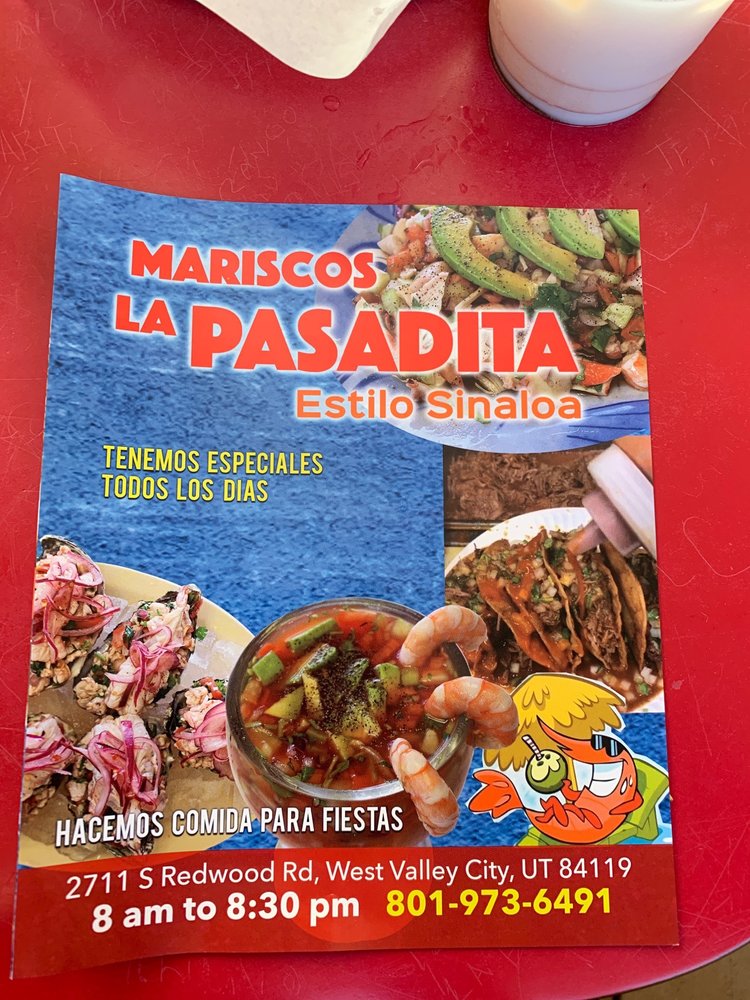 MARISCOS
LA PASADITA
Estilo Sinaloa
TENEMOS ESPECIALES
TODOS LOS DIAS
HACEMOS COMIDA PARA FIESTAS
2711 S Redwood Rd, West Valley City, UT 84119
8 am to 8:30 pm 801-973-6491